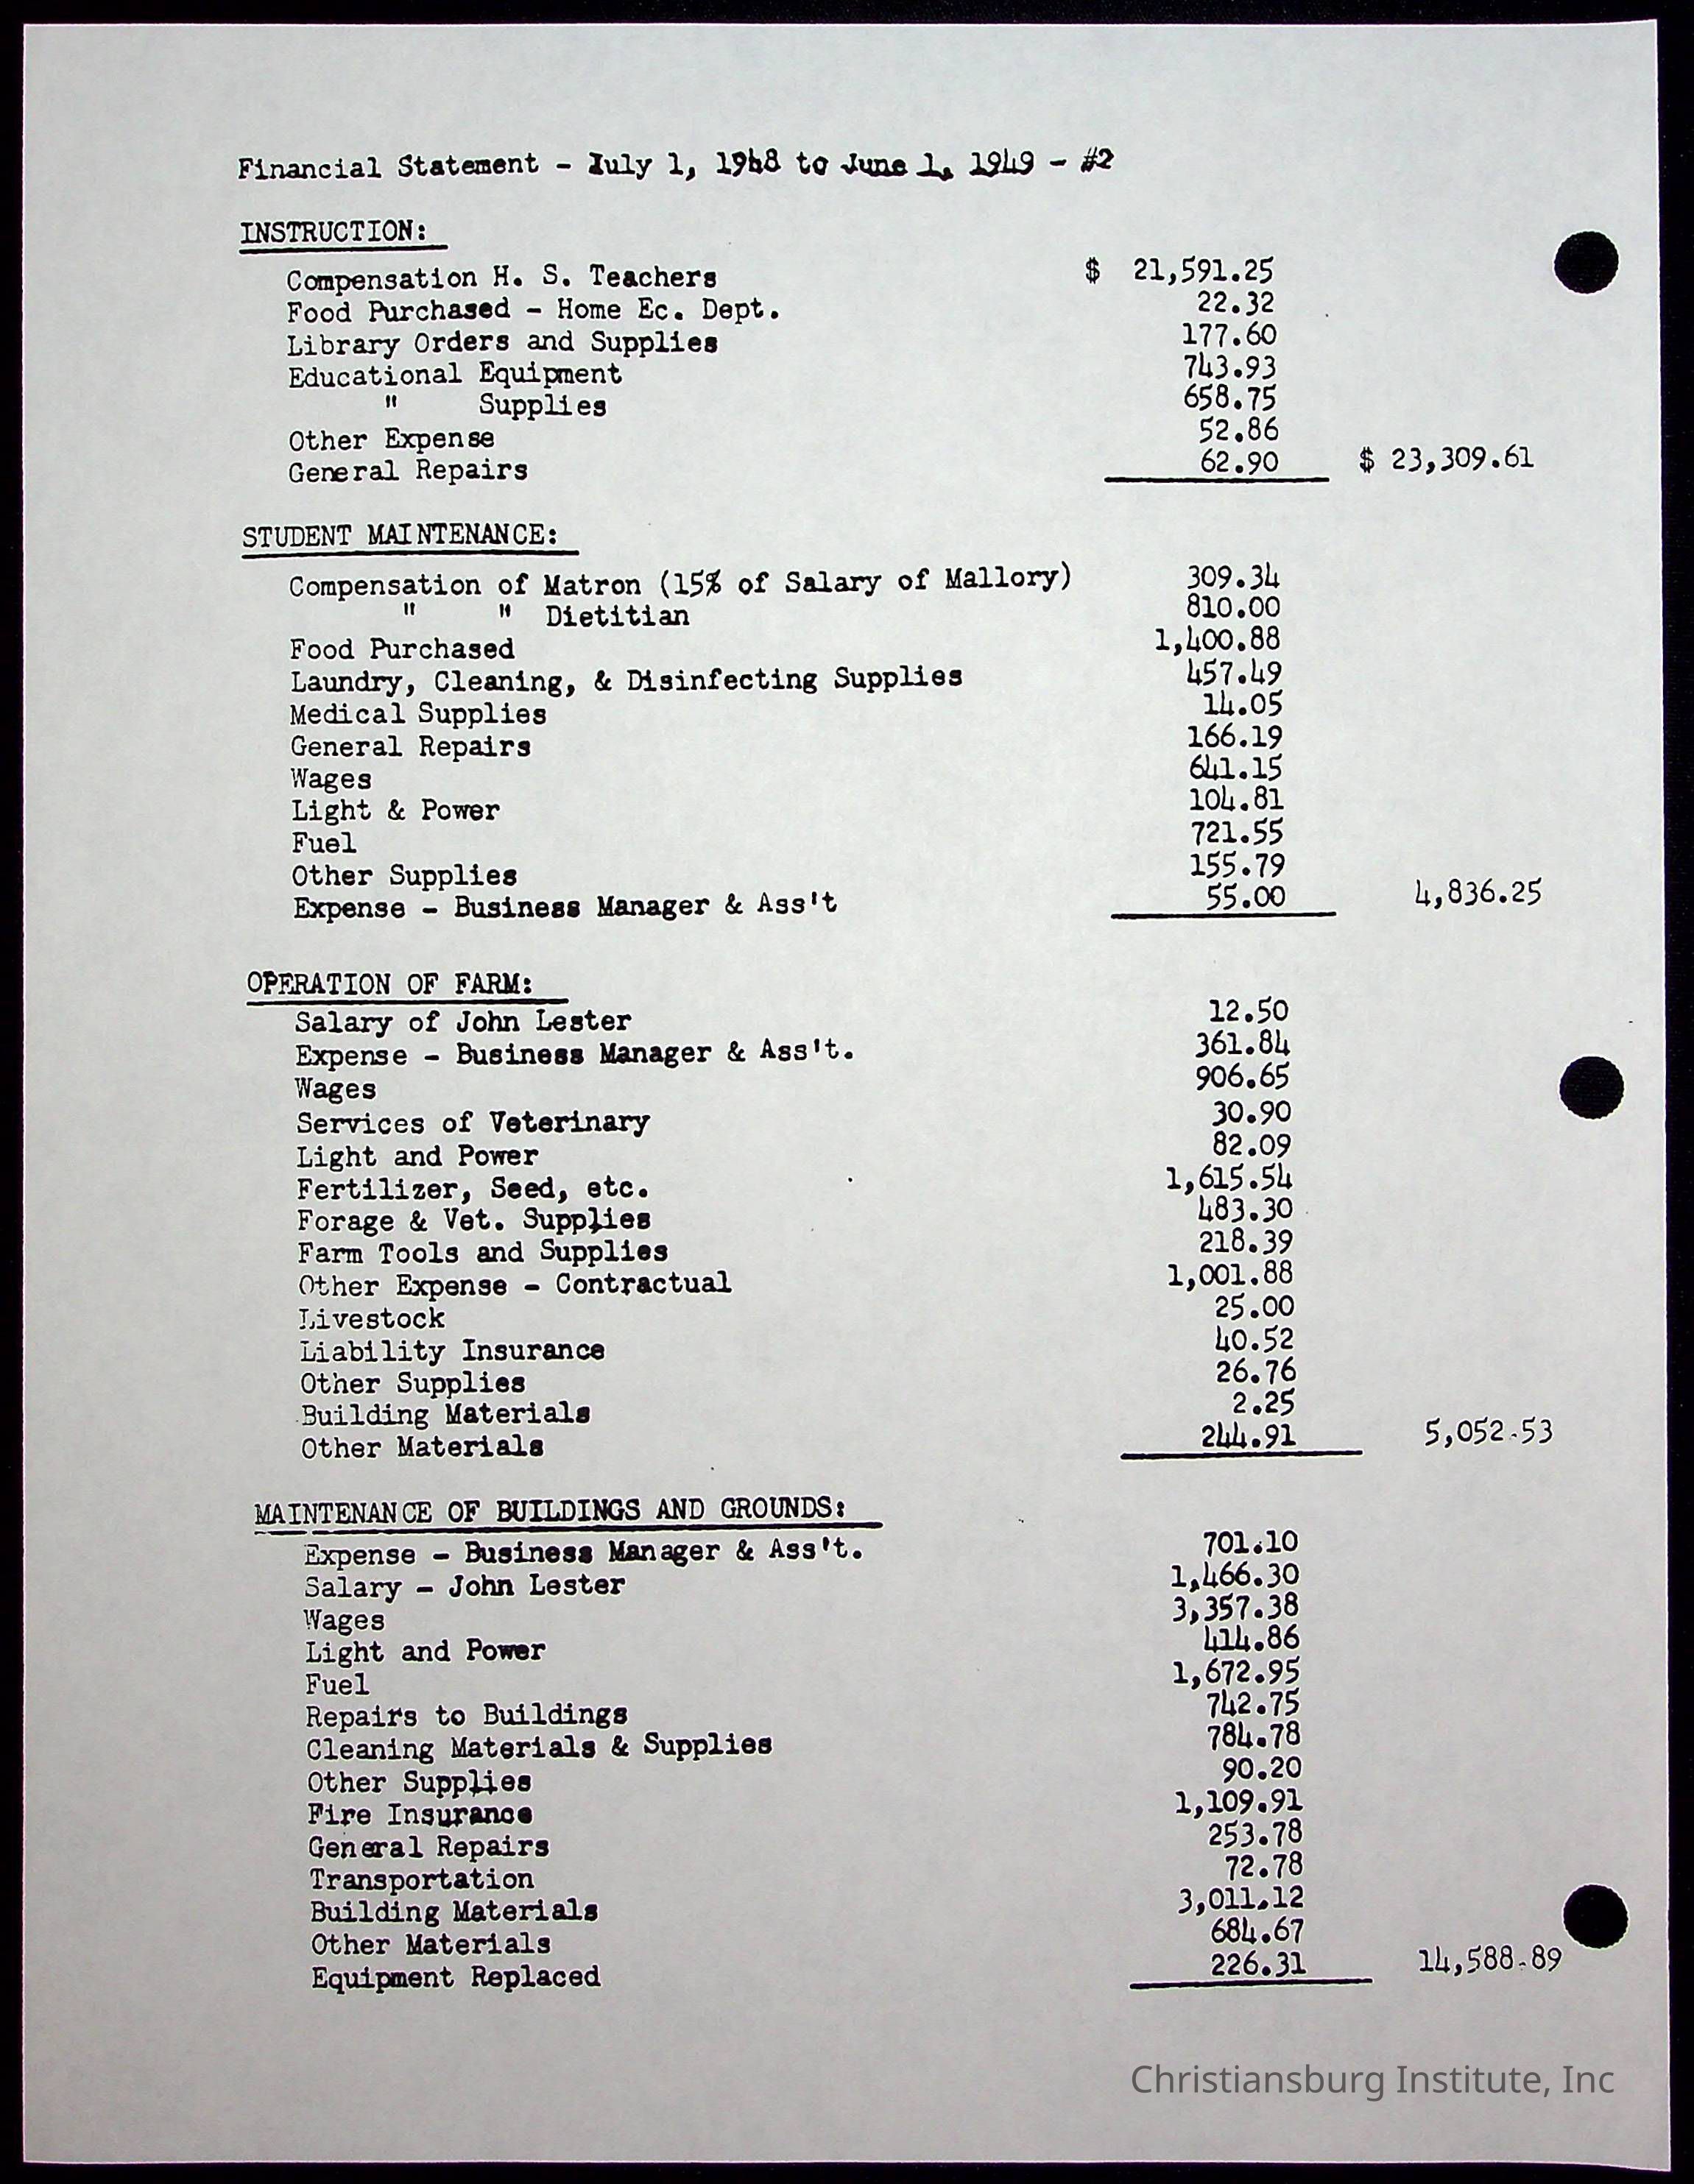 Financial Statement - July 1, 1948 to June 1, 1949 - #2
INSTRUCTION:
Compensation H. S. Teachers $ 21,591.25
Food Purchased - Home Ec. Dept. 22.32
Library Orders and Supplies 177.60
Educational Equipment 743.93
" Supplies 658.75
Other Expense 52.86
General Repairs 62.90 $ 23,309.61
STUDENT MAINTENANCE:
Compensation of Matron (15% of Salary of Mallory) 309.34
" " Dietitian 810.00
Food Purchased 1,400.88
Laundry, Cleaning, & Disinfecting Supplies 457.49
Medical Supplies 14.05
General Repairs 166.19
Wages 641.15
Light & Power 104.81
Fuel 721.55
Other Supplies 155.79
Expense - Business Manager & Ass't 55.00 4,836.25
OPERATION OF FARM:
Salary of John Lester 12.50
Expense - Business Manager & Ass't. 361.84
Wages 906.65
Services of Veterinary 30.90
Light and Power 82.09
Fertilizer, Seed, etc. 1,615.54
Forage & Vet. Supplies 483.30
Farm Tools and Supplies 218.39
Other Expense - Contractual 1,001.88
Livestock 25.00
Liability Insurance 40.52
Other Supplies 26.76
Building Materials 2.25
Other Materials 244.91 5,052.53
MAINTENANCE OF BUILDINGS AND GROUNDS:
Expense - Business Manager & Ass't. 701.10
Salary - John Lester 1,466.30
Wages 3,357.38
Light and Power 414.86
Fuel 1,672.95
Repairs to Buildings 742.75
Cleaning Materials & Supplies 784.78
Other Supplies 90.20
Fire Insurance 1,109.91
General Repairs 253.78
Transportation 72.78
Building Materials 3,011.12
Other Materials 684.67
Equipment Replaced 226.31 14,588.89
Christiansburg Institute, Inc